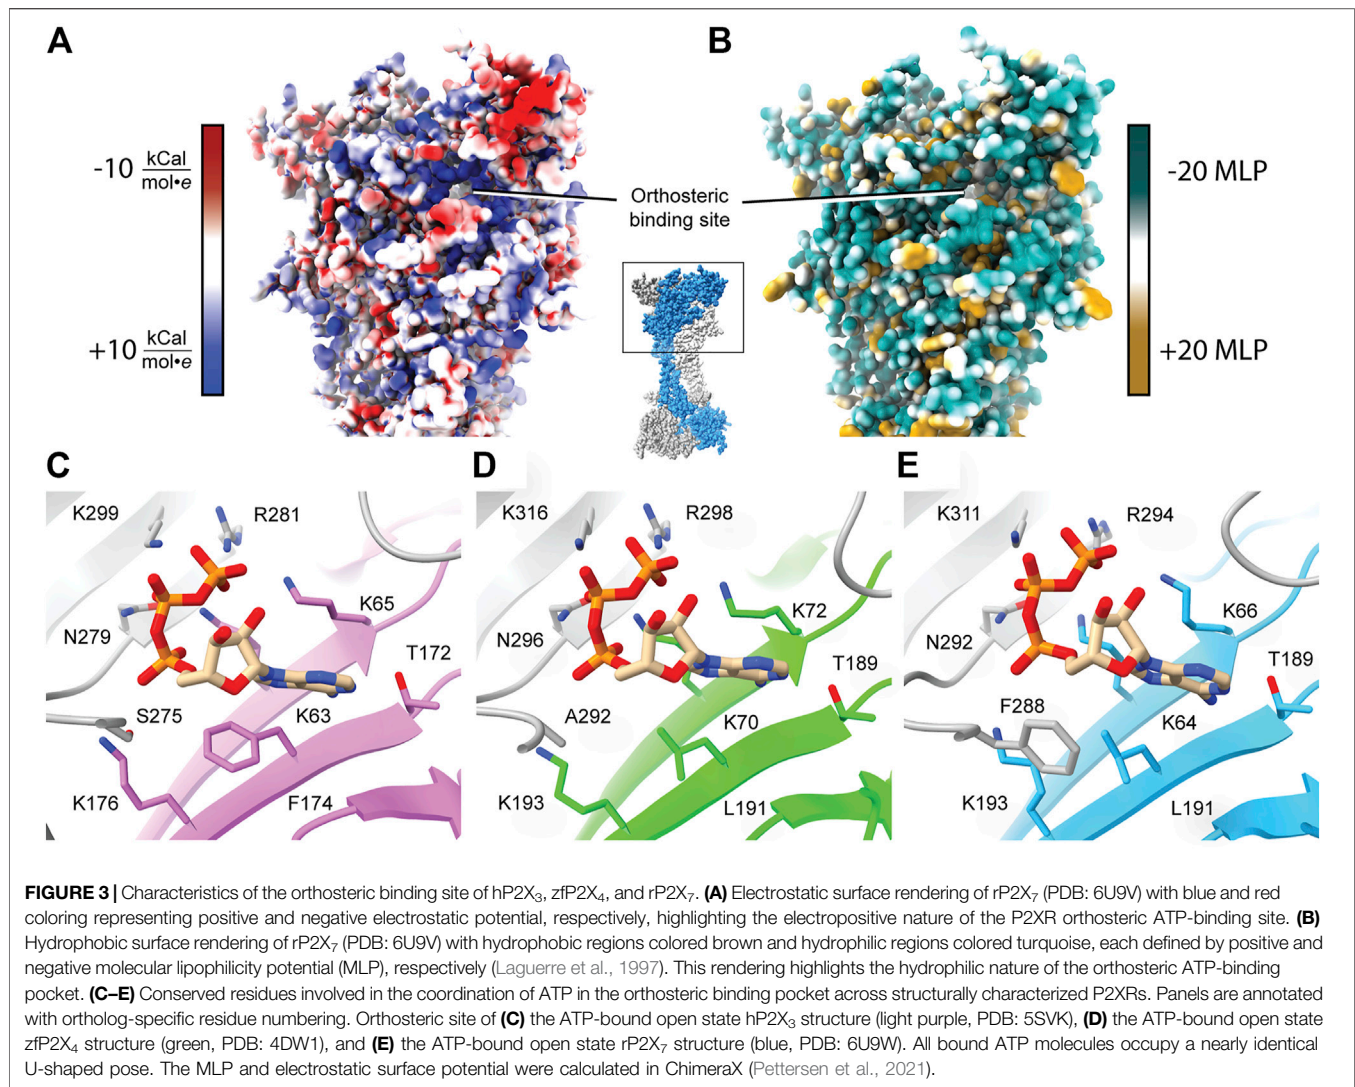 A
B
-10 kCal
mol•e
+10 kCal
mol•e
Orthosteric
binding site
-20 MLP
+20 MLP
C
K299
R281
K65
N279
T172
S275
K63
K176
F174
D
K316
R298
K72
N296
T189
A292
K70
K193
L191
E
K311
R294
K66
N292
T189
F288
K64
K193
L191
FIGURE 3 | Characteristics of the orthosteric binding site of hP2X3, zfP2X4, and rP2X7. (A) Electrostatic surface rendering of rP2X7 (PDB: 6U9V) with blue and red
coloring representing positive and negative electrostatic potential, respectively, highlighting the electropositive nature of the P2XR orthosteric ATP-binding site. (B)
Hydrophobic surface rendering of rP2X7 (PDB: 6U9V) with hydrophobic regions colored brown and hydrophilic regions colored turquoise, each defined by positive and
negative molecular lipophilicity potential (MLP), respectively (Laguerre et al., 1997). This rendering highlights the hydrophilic nature of the orthosteric ATP-binding
pocket. (C–E) Conserved residues involved in the coordination of ATP in the orthosteric binding pocket across structurally characterized P2XRs. Panels are annotated
with ortholog-specific residue numbering. Orthosteric site of (C) the ATP-bound open state hP2X3 structure (light purple, PDB: 5SVK), (D) the ATP-bound open state
zfP2X4 structure (green, PDB: 4DW1), and (E) the ATP-bound open state rP2X7 structure (blue, PDB: 6U9W). All bound ATP molecules occupy a nearly identical
U-shaped pose. The MLP and electrostatic surface potential were calculated in ChimeraX (Pettersen et al., 2021).